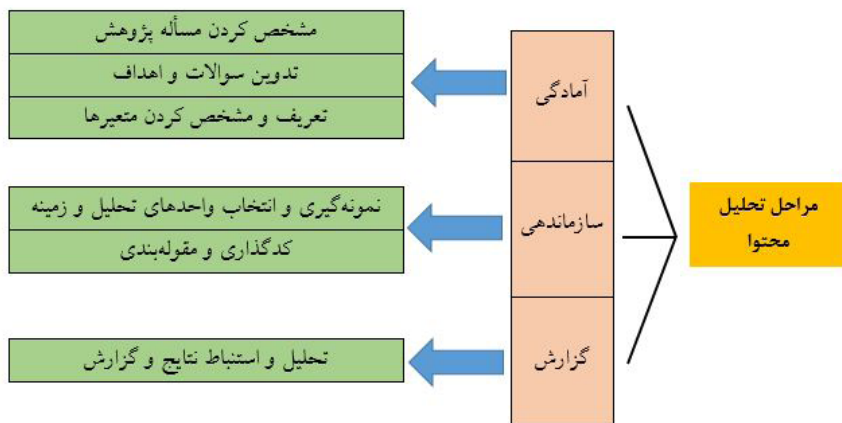 مراحل تحلیل
محتوا
آمادگی
مشخص کردن مسأله پژوهش
تدوین سوالات و اهداف
تعریف و مشخص کردن متعیرها
سازماندهی
نمونه‌گیری و انتخاب واحدهای تحلیل و زمینه
کدگذاری و مقوله‌بندی
گزارش
تحلیل و استنباط نتایج و گزارش